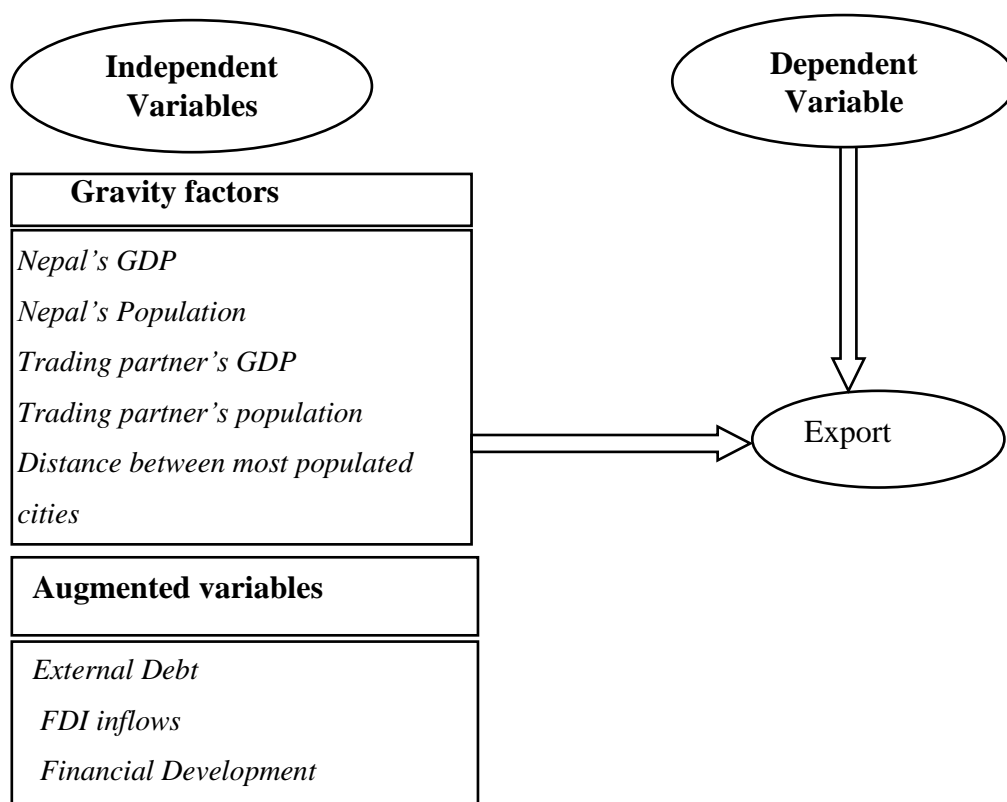 Independent
Variables
Dependent
Variable
Gravity factors
Nepal’s GDP
Nepal’s Population
Trading partner’s GDP
Trading partner’s population
Distance between most populated
cities
Export
Augmented variables
External Debt
FDI inflows
Financial Development